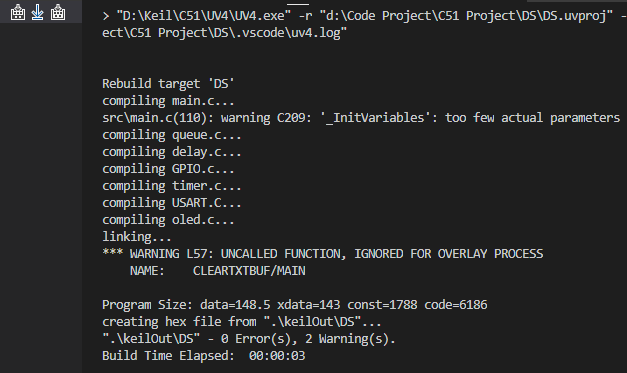 > "D:\Keil\C51\UV4\UV4.exe" -r "d:\Code Project\C51 Project\DS\DS.uvproj" -
ect\C51 Project\DS\.vscode\uv4.log"
Rebuild target 'DS'
compiling main.c...
src\main.c(110): warning C209: '_InitVariables': too few actual parameters
compiling queue.c...
compiling delay.c...
compiling GPIO.c...
compiling timer.c...
compiling USART.C...
compiling oled.c...
linking...
*** WARNING L57: UNCALLED FUNCTION, IGNORED FOR OVERLAY PROCESS
    NAME:    CLEARTXTBUF/MAIN
Program Size: data=148.5 xdata=143 const=1788 code=6186
creating hex file from ".\keilOut\DS"...
".\keilOut\DS" - 0 Error(s), 2 Warning(s).
Build Time Elapsed:  00:00:03